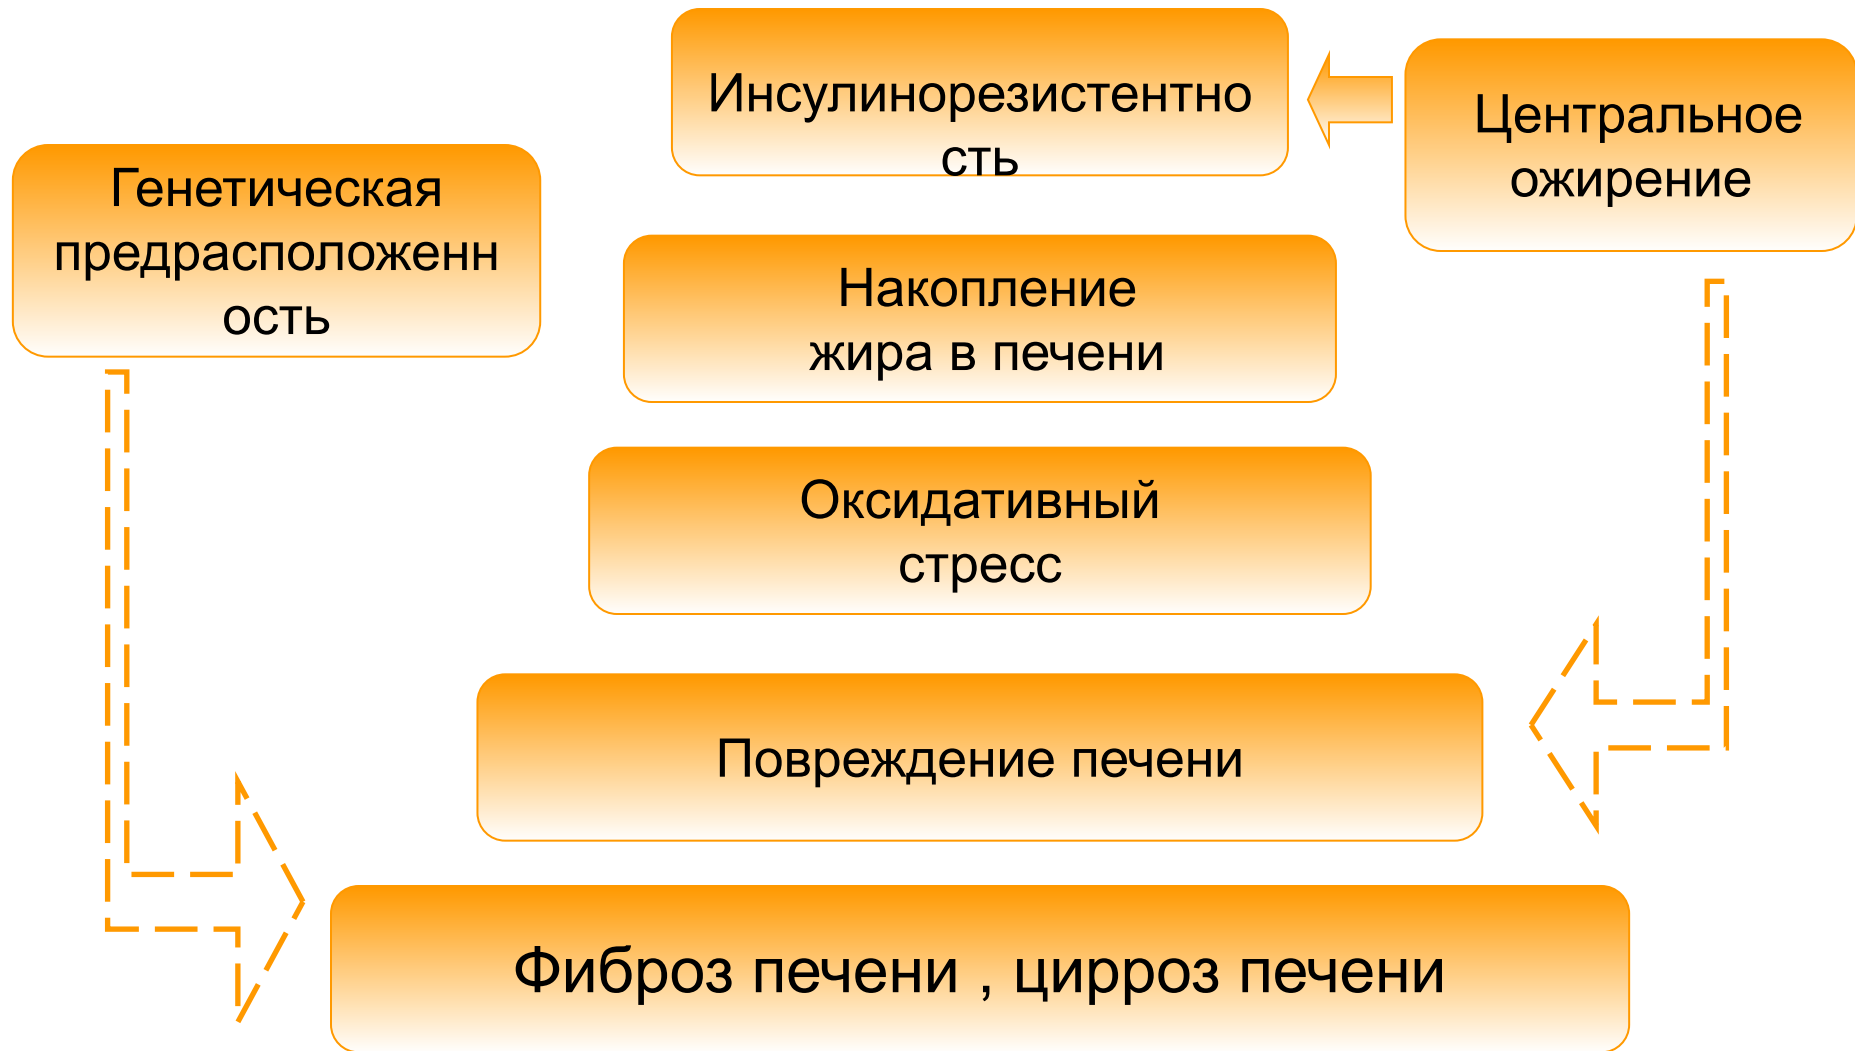 Инсулинорезистентно
сть
Центральное
ожирение
Генетическая
предрасположенн
ость
Накопление
жира в печени
Оксидативный
стресс
Повреждение печени
Фиброз печени , цирроз печени